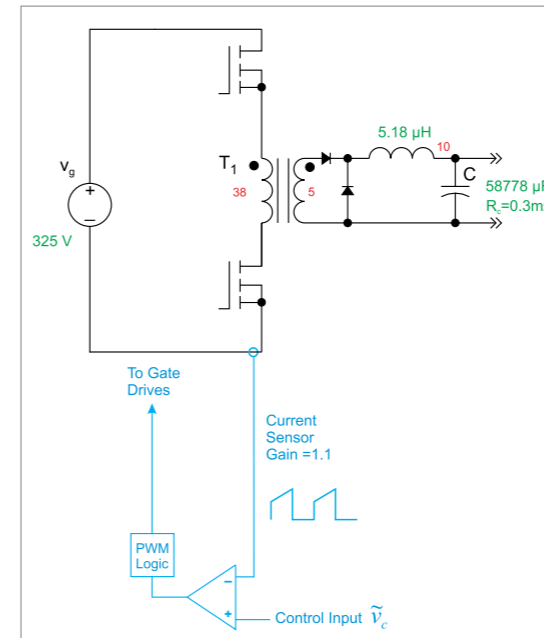 5.18 µH
10
v_g
T_1
38
5
C
58778 µF
R_c=0.3m
325 V
To Gate
Drives
Current
Sensor
Gain =1.1
PWM
Logic
Control Input ṽ_c